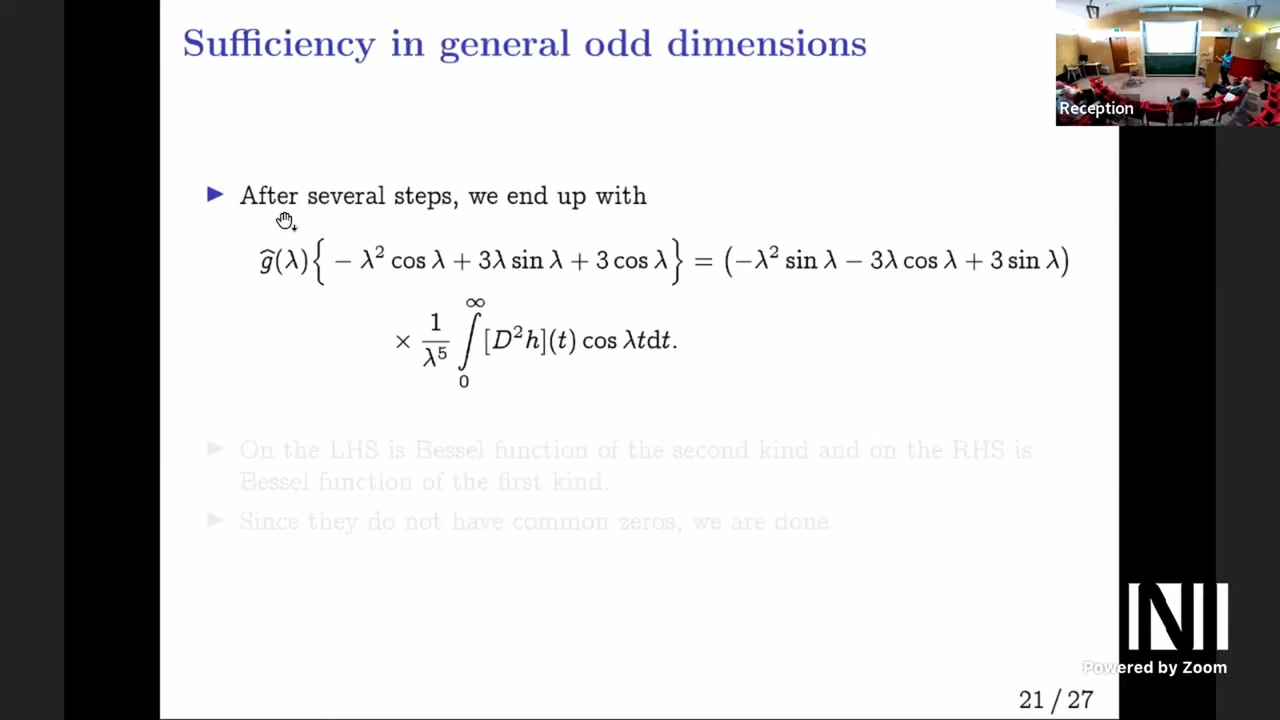 Sufficiency in general odd dimensions
Reception
▶ After several steps, we end up with
ĝ(λ){ − λ² cos λ + 3λ sin λ + 3 cos λ} = (−λ² sin λ − 3λ cos λ + 3 sin λ)
× 1/λ⁵ ∫₀^∞ [D²h](t) cos λtdt.
▶ On the LHS is Bessel function of the second kind and on the RHS is
Bessel function of the first kind.
▶ Since they do not have common zeros, we are done.
Powered by Zoom
21 / 27